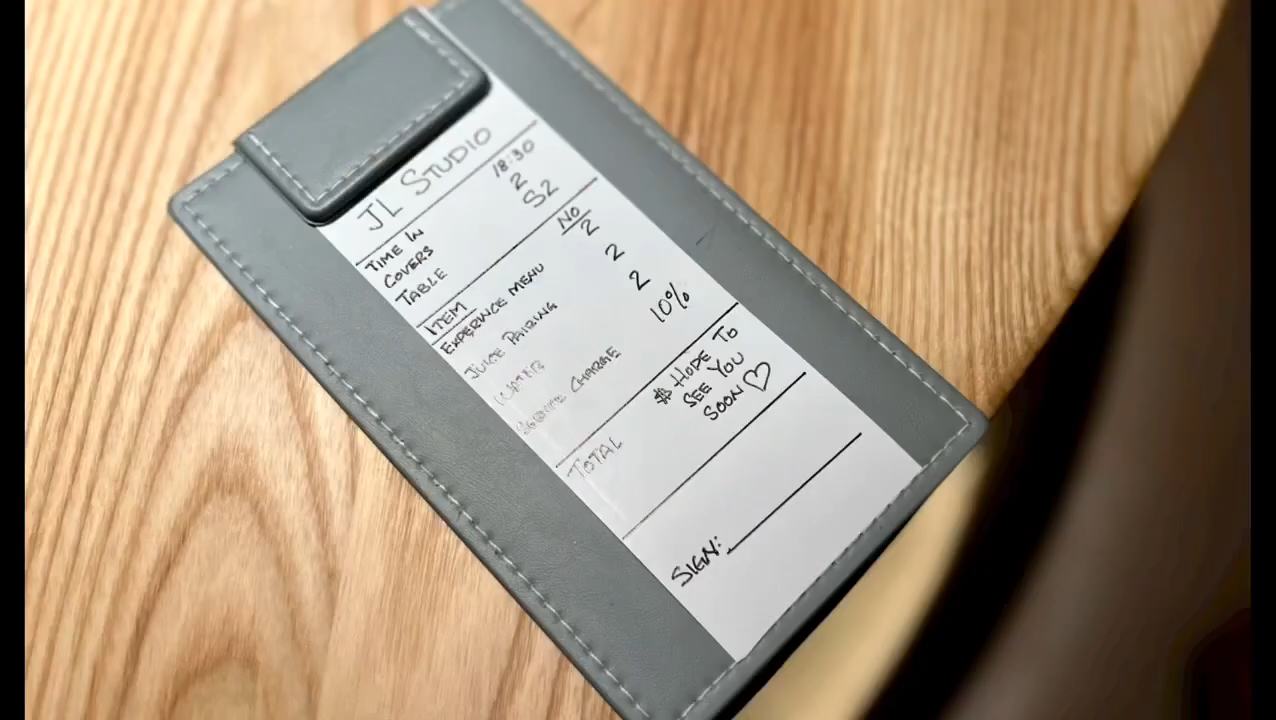 JL STUDIO
TIME IN 18:30
COVERS 2
TABLE S2
ITEM NO
EXPERINCE MENU 2
JUICE PAIRING 2
WATER 2
SERVICE CHARGE 10%
TOTAL $ HOPE TO
SEE YOU
SOON ♡
SIGN: